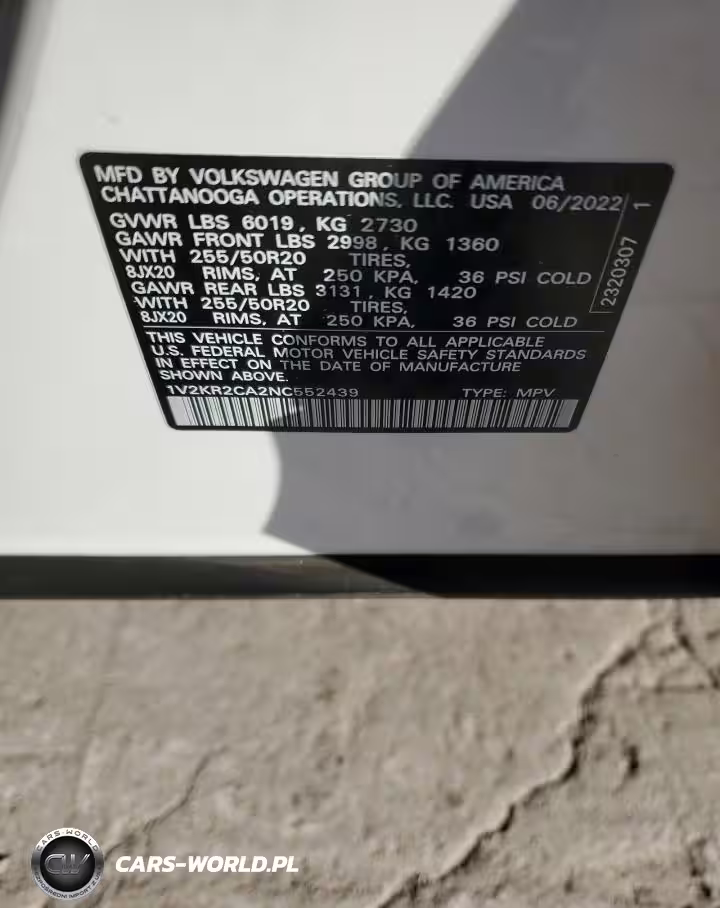 MFD BY VOLKSWAGEN GROUP OF AMERICA
CHATTANOOGA OPERATIONS, LLC. USA 06/2022
GVWR LBS 6019, KG 2730
GAWR FRONT LBS 2998, KG 1360
WITH 255/50R20 TIRES,
8JX20 RIMS, AT 250 KPA, 36 PSI COLD
GAWR REAR LBS 3131, KG 1420
WITH 255/50R20 TIRES,
8JX20 RIMS, AT 250 KPA, 36 PSI COLD
THIS VEHICLE CONFORMS TO ALL APPLICABLE
U.S. FEDERAL MOTOR VEHICLE SAFETY STANDARDS
IN EFFECT ON THE DATE OF MANUFACTURE
SHOWN ABOVE.
1V2KR2CA2NC552439 TYPE: MPV
2320307 1
CARS-WORLD
CW
CARS-WORLD.PL